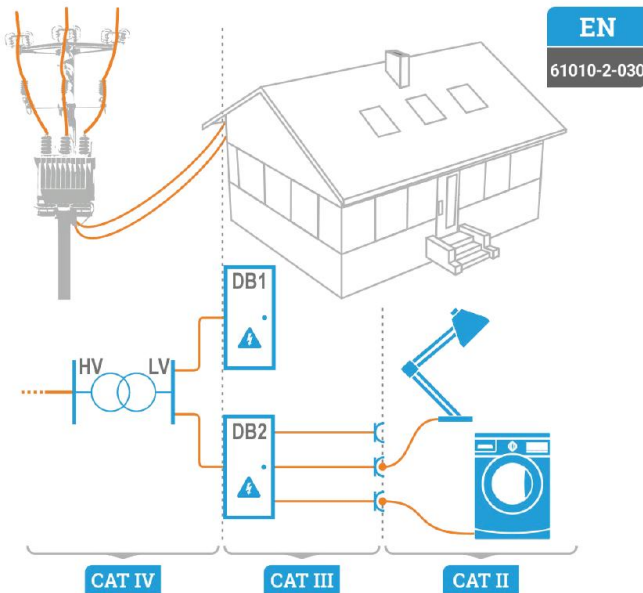 EN
61010-2-030
DB1
HV
LV
DB2
CAT IV
CAT III
CAT II